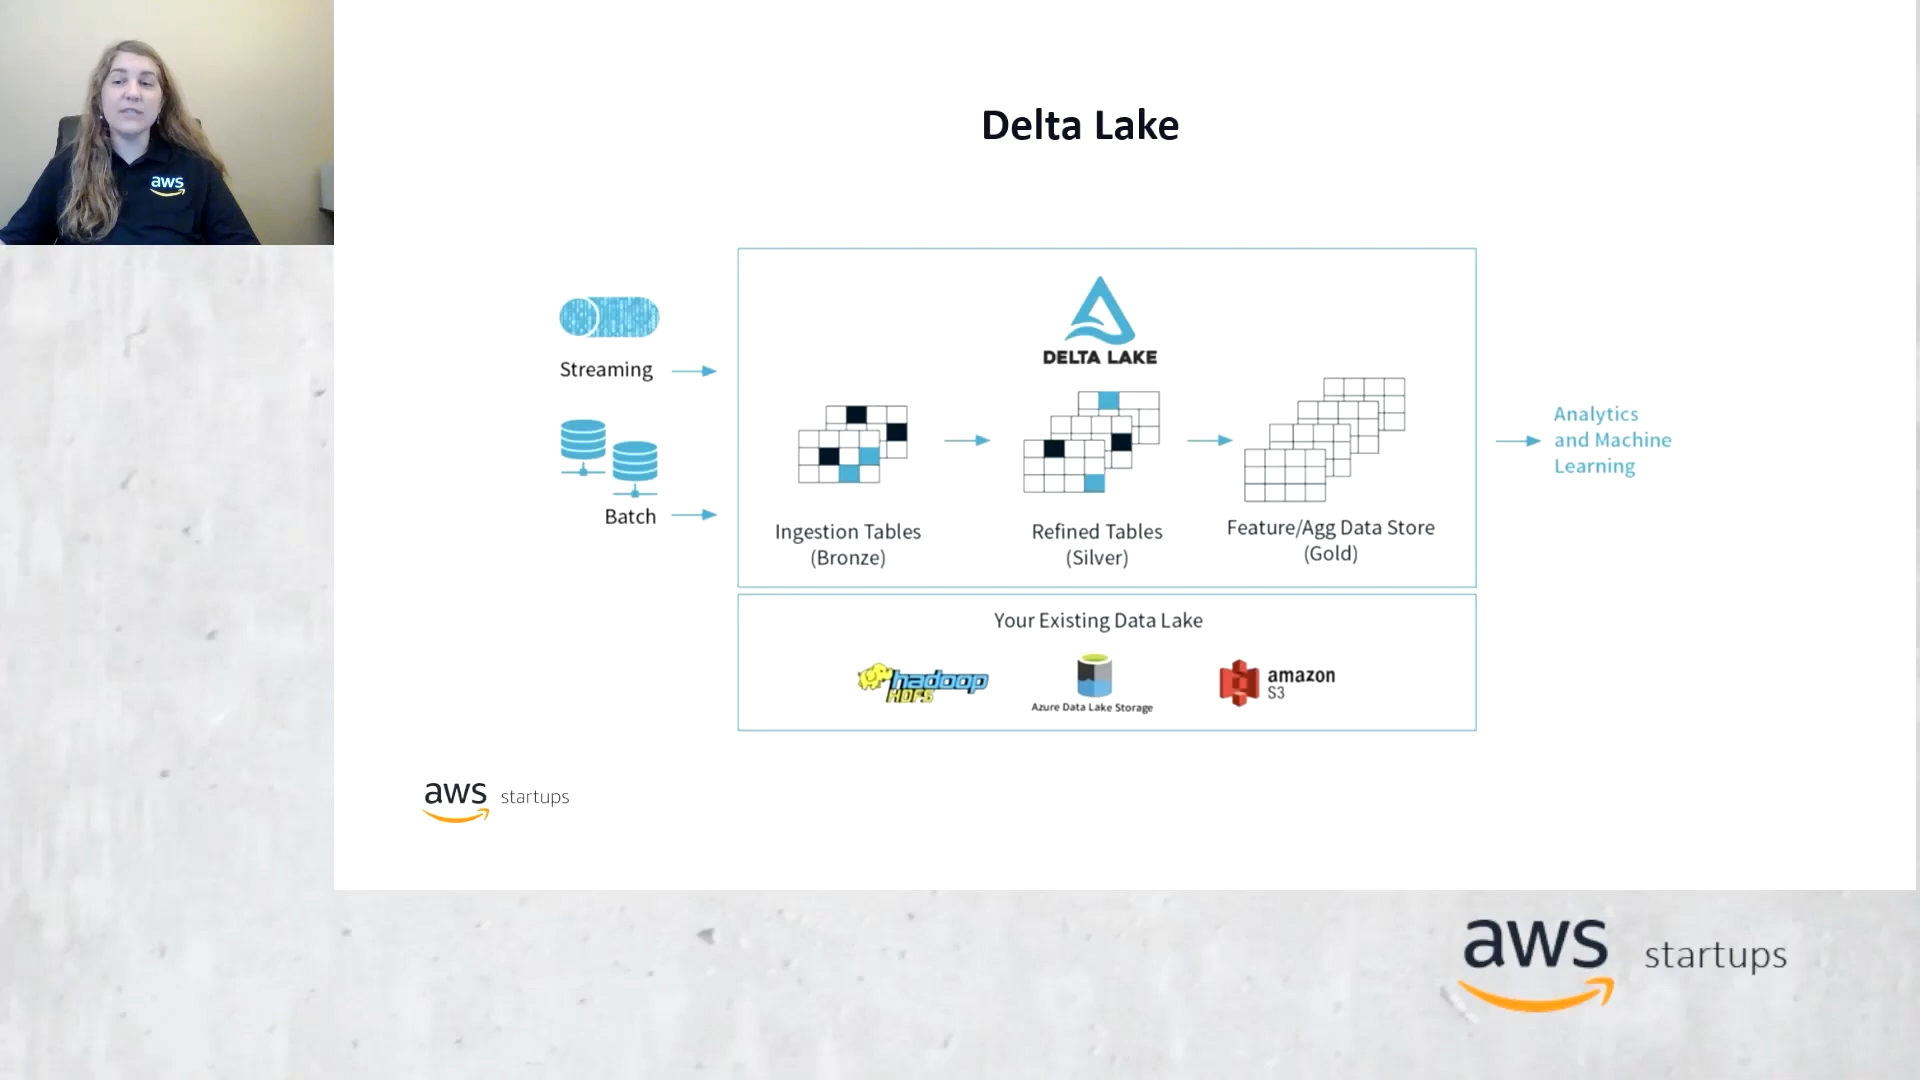 aws
Delta Lake
DELTA LAKE
Streaming
Batch
Ingestion Tables
(Bronze)
Refined Tables
(Silver)
Feature/Agg Data Store
(Gold)
Analytics
and Machine
Learning
Your Existing Data Lake
hadoop
HDFS
Azure Data Lake Storage
amazon
S3
aws startups
aws startups